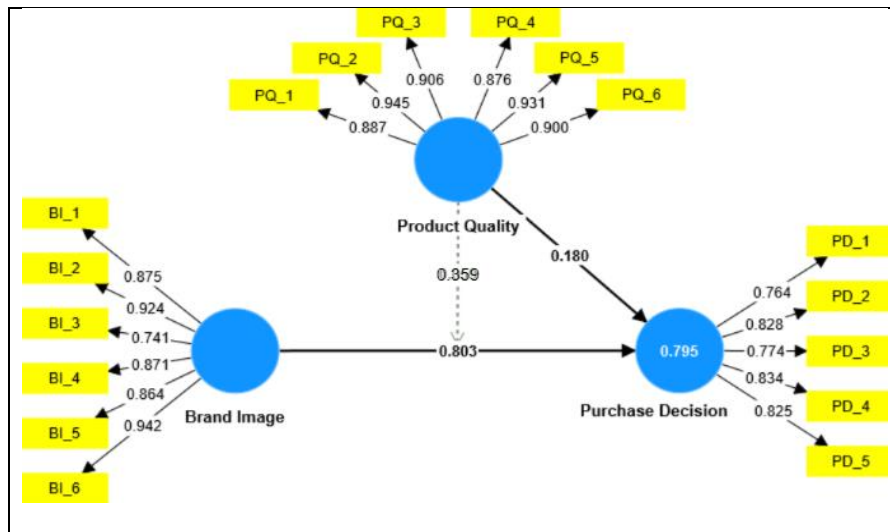 PQ_3
PQ_4
PQ_2
PQ_5
PQ_1
PQ_6
0.906
0.876
0.945
0.931
0.887
0.900
Product Quality
BI_1
BI_2
BI_3
BI_4
BI_5
BI_6
0.875
0.924
0.741
0.871
0.864
0.942
Brand Image
0.859
0.180
0.803
0.795
Purchase Decision
0.764
0.828
0.774
0.834
0.825
PD_1
PD_2
PD_3
PD_4
PD_5